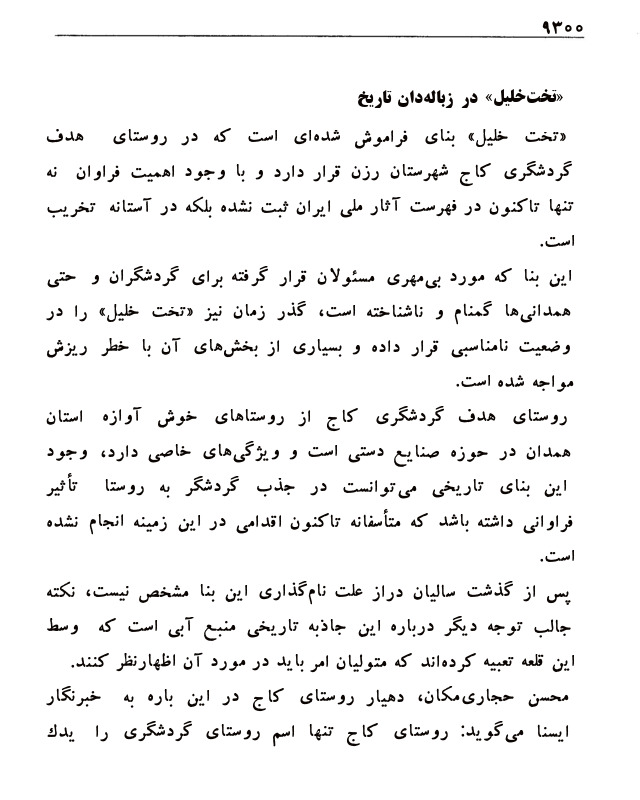 ۹۳۰۰
«تخت‌خلیل» در زباله‌دان تاریخ
«تخت خلیل» بنای فراموش شده‌ای است که در روستای هدف
گردشگری کاج شهرستان رزن قرار دارد و با وجود اهمیت فراوان نه
تنها تاکنون در فهرست آثار ملی ایران ثبت نشده بلکه در آستانه تخریب
است.
این بنا که مورد بی‌مهری مسئولان قرار گرفته برای گردشگران و حتی
همدانی‌ها گمنام و ناشناخته است، گذر زمان نیز «تخت خلیل» را در
وضعیت نامناسبی قرار داده و بسیاری از بخش‌های آن با خطر ریزش
مواجه شده است.
روستای هدف گردشگری کاج از روستاهای خوش آوازه استان
همدان در حوزه صنایع دستی است و ویژگی‌های خاصی دارد، وجود
این بنای تاریخی می‌توانست در جذب گردشگر به روستا تأثیر
فراوانی داشته باشد که متأسفانه تاکنون اقدامی در این زمینه انجام نشده
است.
پس از گذشت سالیان دراز علت نام‌گذاری این بنا مشخص نیست، نکته
جالب توجه دیگر درباره این جاذبه تاریخی منبع آبی است که وسط
این قلعه تعبیه کرده‌اند که متولیان امر باید در مورد آن اظهارنظر کنند.
محسن حجاری‌مکان، دهیار روستای کاج در این باره به خبرنگار
ایسنا می‌گوید: روستای کاج تنها اسم روستای گردشگری را یدك